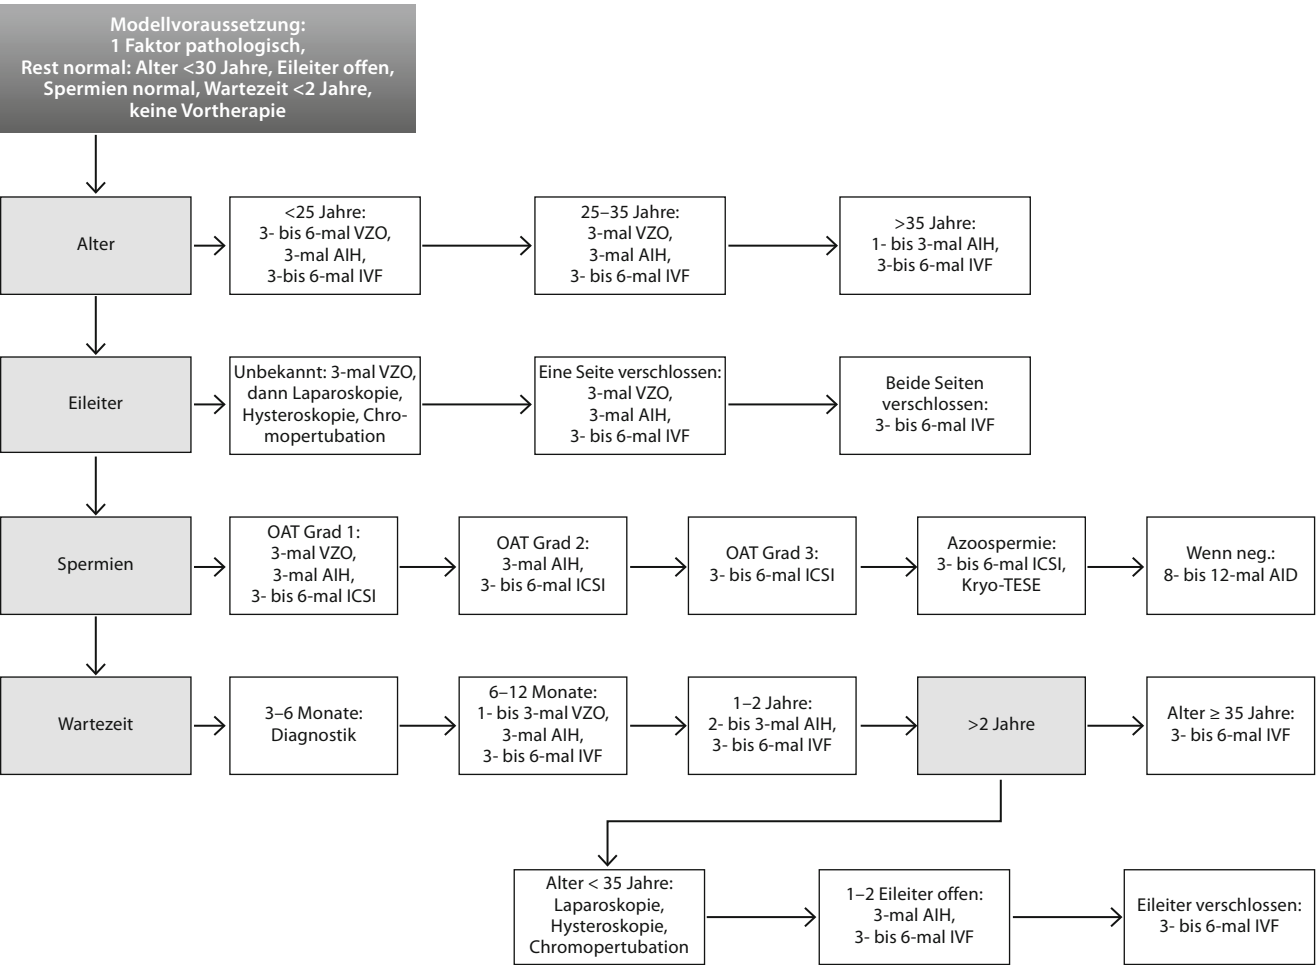 Modellvoraussetzung:
1 Faktor pathologisch,
Rest normal: Alter <30 Jahre, Eileiter offen,
Spermien normal, Wartezeit <2 Jahre,
keine Vortherapie
Alter
<25 Jahre:
3- bis 6-mal VZO,
3-mal AIH,
3-bis 6-mal IVF
25–35 Jahre:
3-mal VZO,
3-mal AIH,
3- bis 6-mal IVF
>35 Jahre:
1- bis 3-mal AIH,
3-bis 6-mal IVF
Eileiter
Unbekannt: 3-mal VZO,
dann Laparoskopie,
Hysteroskopie, Chro-
mopertubation
Eine Seite verschlossen:
3-mal VZO,
3-mal AIH,
3- bis 6-mal IVF
Beide Seiten
verschlossen:
3- bis 6-mal IVF
Spermien
OAT Grad 1:
3-mal VZO,
3-mal AIH,
3- bis 6-mal ICSI
OAT Grad 2:
3-mal AIH,
3- bis 6-mal ICSI
OAT Grad 3:
3- bis 6-mal ICSI
Azoospermie:
3- bis 6-mal ICSI,
Kryo-TESE
Wenn neg.:
8- bis 12-mal AID
Wartezeit
3–6 Monate:
Diagnostik
6–12 Monate:
1- bis 3-mal VZO,
3-mal AIH,
3- bis 6-mal IVF
1–2 Jahre:
2- bis 3-mal AIH,
3- bis 6-mal IVF
>2 Jahre
Alter ≥ 35 Jahre:
3- bis 6-mal IVF
Alter < 35 Jahre:
Laparoskopie,
Hysteroskopie,
Chromopertubation
1–2 Eileiter offen:
3-mal AIH,
3- bis 6-mal IVF
Eileiter verschlossen:
3- bis 6-mal IVF